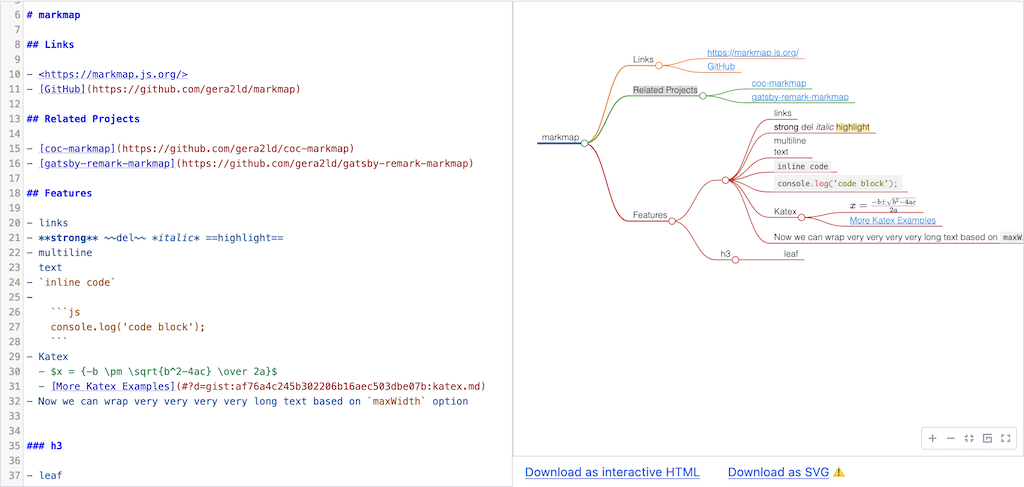 6 # markmap
7
8 ## Links
9
10 - <https://markmap.js.org/>
11 - [GitHub](https://github.com/gera2ld/markmap)
12
13 ## Related Projects
14
15 - [coc-markmap](https://github.com/gera2ld/coc-markmap)
16 - [gatsby-remark-markmap](https://github.com/gera2ld/gatsby-remark-markmap)
17
18 ## Features
19
20 - links
21 - **strong** ~~del~~ *italic* ==highlight==
22 - multiline
23   text
24 - `inline code`
25 -
26     ```js
27     console.log('code block');
28     ```
29 - Katex
30   - $x = {-b \pm \sqrt{b^2-4ac} \over 2a}$
31   - [More Katex Examples](#?d=gist:af76a4c245b302206b16aec503dbe07b:katex.md)
32 - Now we can wrap very very very very long text based on `maxWidth` option
33
34
35 ### h3
36
37 - leaf
markmap
Links
https://markmap.js.org/
GitHub
Related Projects
coc-markmap
gatsby-remark-markmap
Features
links
strong del italic highlight
multiline
text
inline code
console.log('code block');
Katex
x = −b±√b²−4ac
2a
More Katex Examples
Now we can wrap very very very very long text based on maxW
h3
leaf
Download as interactive HTML
Download as SVG ⚠️